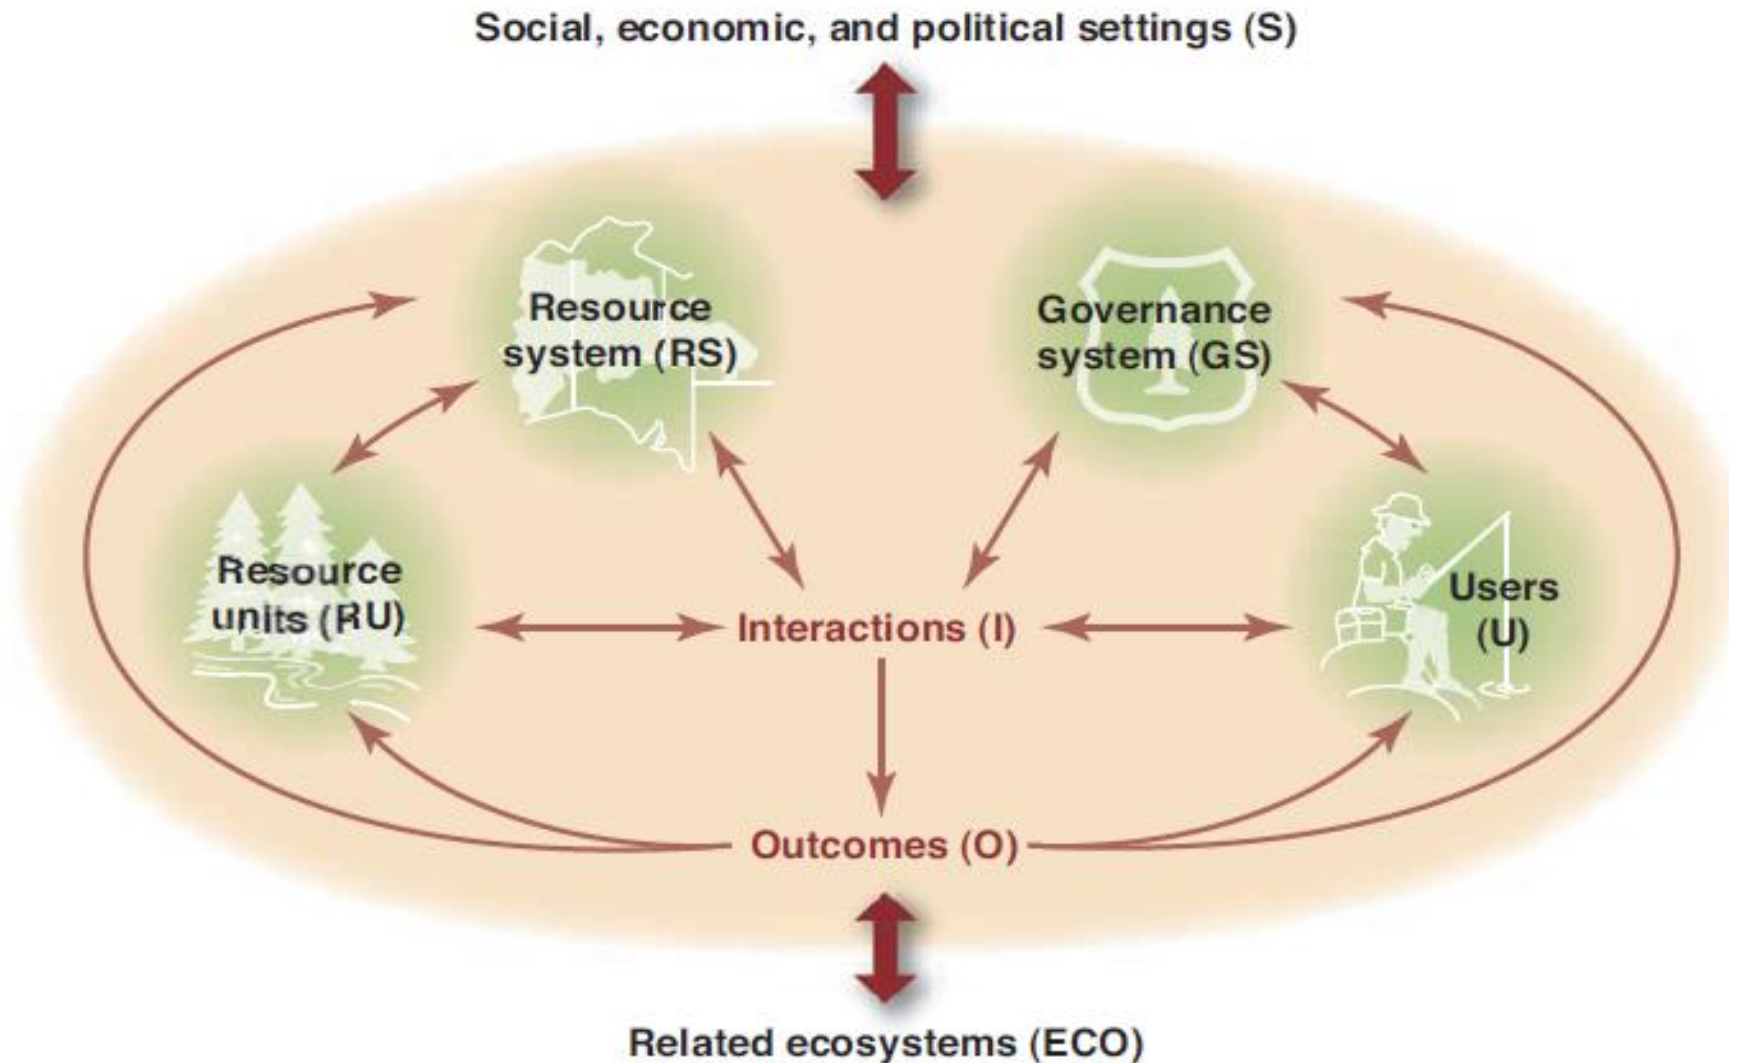 Social, economic, and political settings (S)
Resource
system (RS)
Governance
system (GS)
Resource
units (RU)
Users
(U)
Interactions (I)
Outcomes (O)
Related ecosystems (ECO)